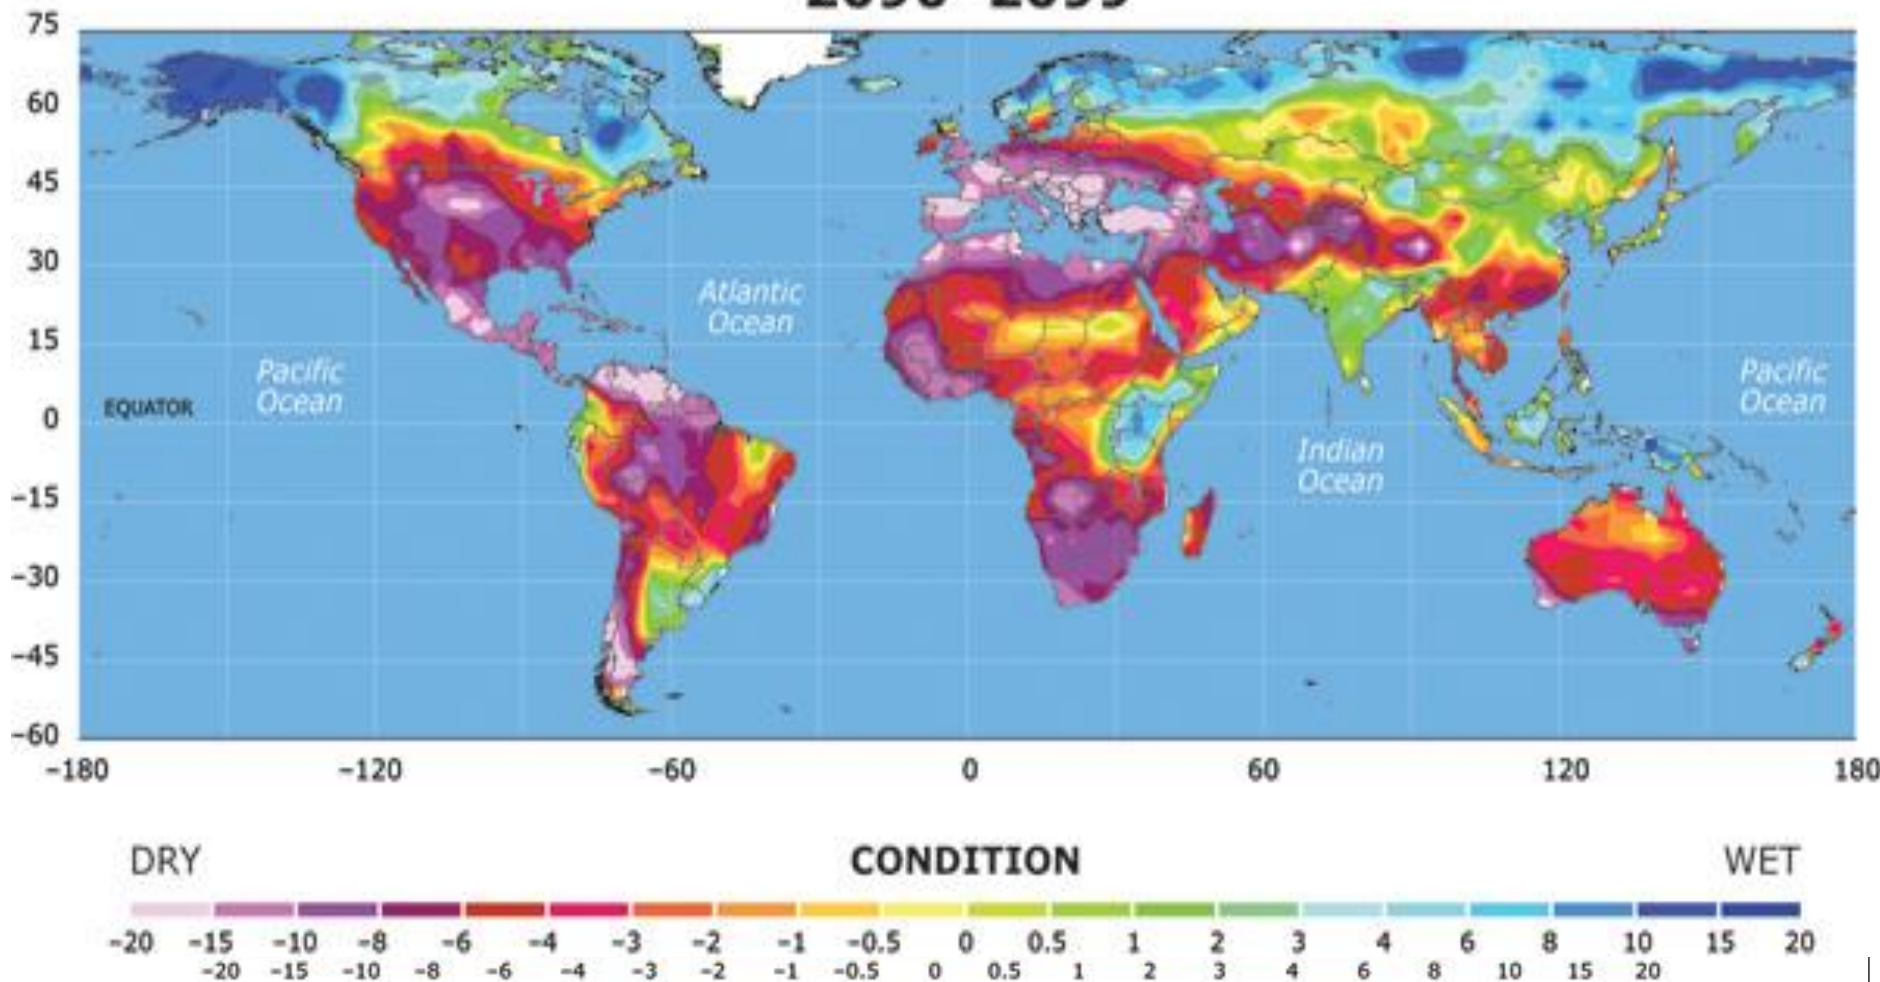 75
60
45
30
15
0
−15
−30
−45
−60
Atlantic
Ocean
Pacific
Ocean
EQUATOR
Pacific
Ocean
Indian
Ocean
−180 −120 −60 0 60 120 180
DRY CONDITION WET
−20 −15 −10 −8 −6 −4 −3 −2 −1 −0.5 0 0.5 1 2 3 4 6 8 10 15 20
−20 −15 −10 −8 −6 −4 −3 −2 −1 −0.5 0 0.5 1 2 3 4 6 8 10 15 20